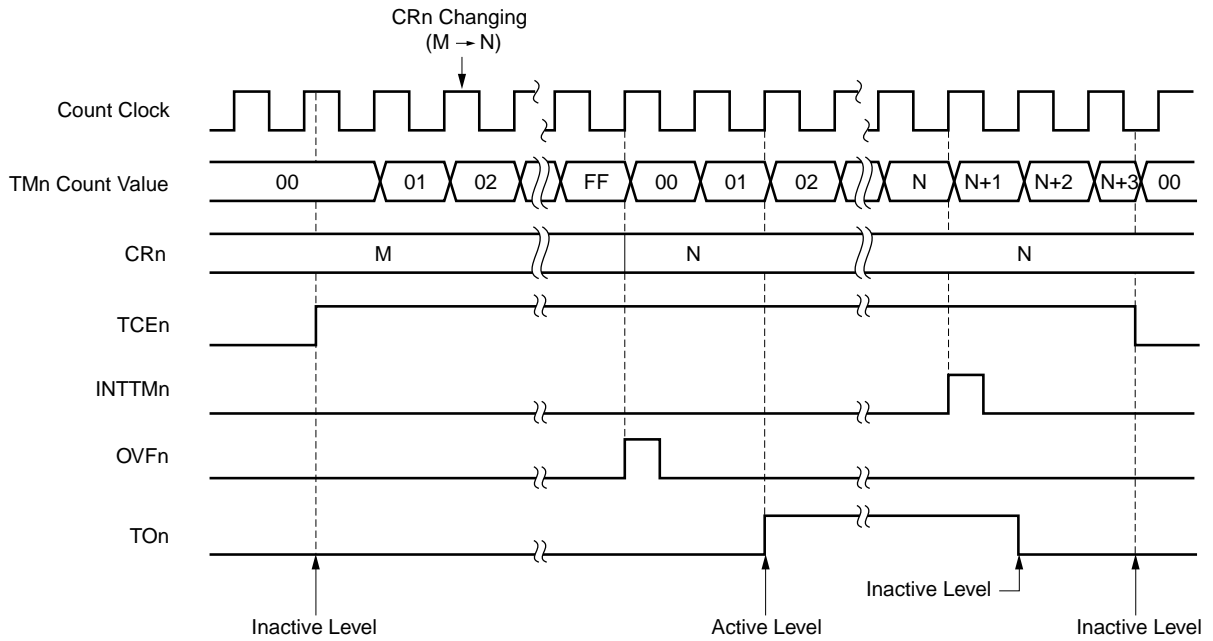 CRn Changing
(M → N)
Count Clock
TMn Count Value 00 01 02 FF 00 01 02 N N+1 N+2 N+3 00
CRn M N N
TCEn
INTTMn
OVFn
TOn
Inactive Level
Inactive Level Active Level Inactive Level